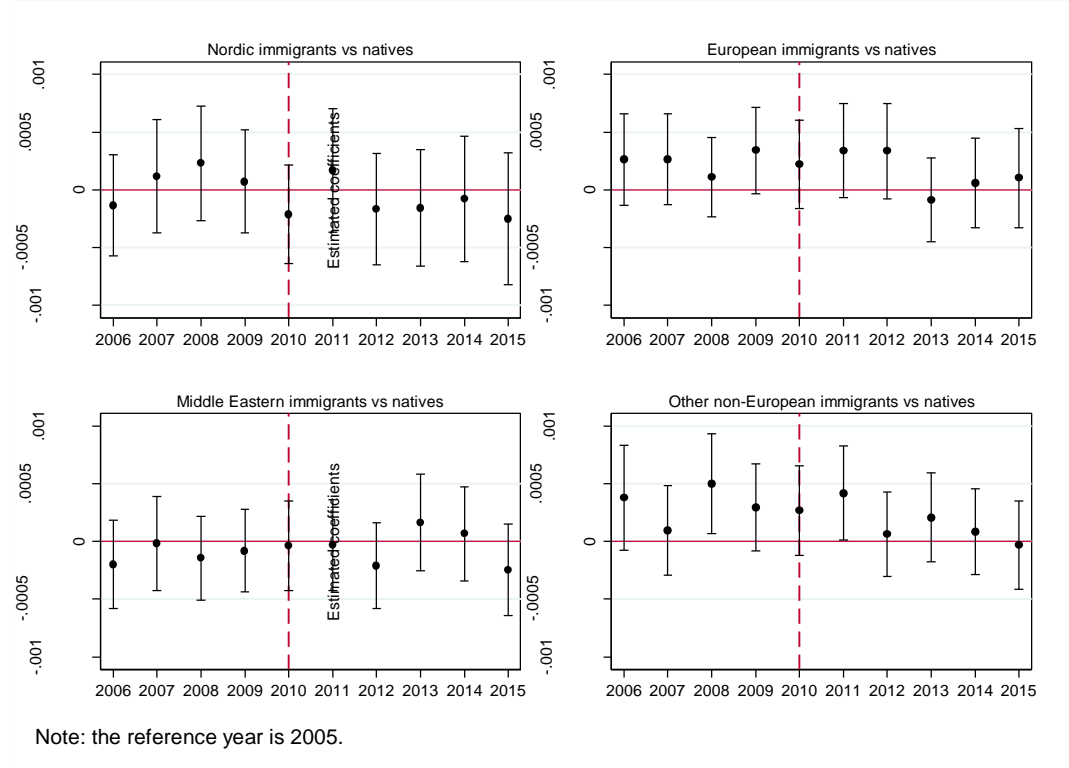 Nordic immigrants vs natives
.001
.0005
0
-.0005
-.001
Estimated coefficients
2006 2007 2008 2009 2010 2011 2012 2013 2014 2015
European immigrants vs natives
.001
.0005
0
-.0005
-.001
2006 2007 2008 2009 2010 2011 2012 2013 2014 2015
Middle Eastern immigrants vs natives
.001
.0005
0
-.0005
-.001
Estimated coeffidients
2006 2007 2008 2009 2010 2011 2012 2013 2014 2015
Other non-European immigrants vs natives
.001
.0005
0
-.0005
-.001
2006 2007 2008 2009 2010 2011 2012 2013 2014 2015
Note: the reference year is 2005.